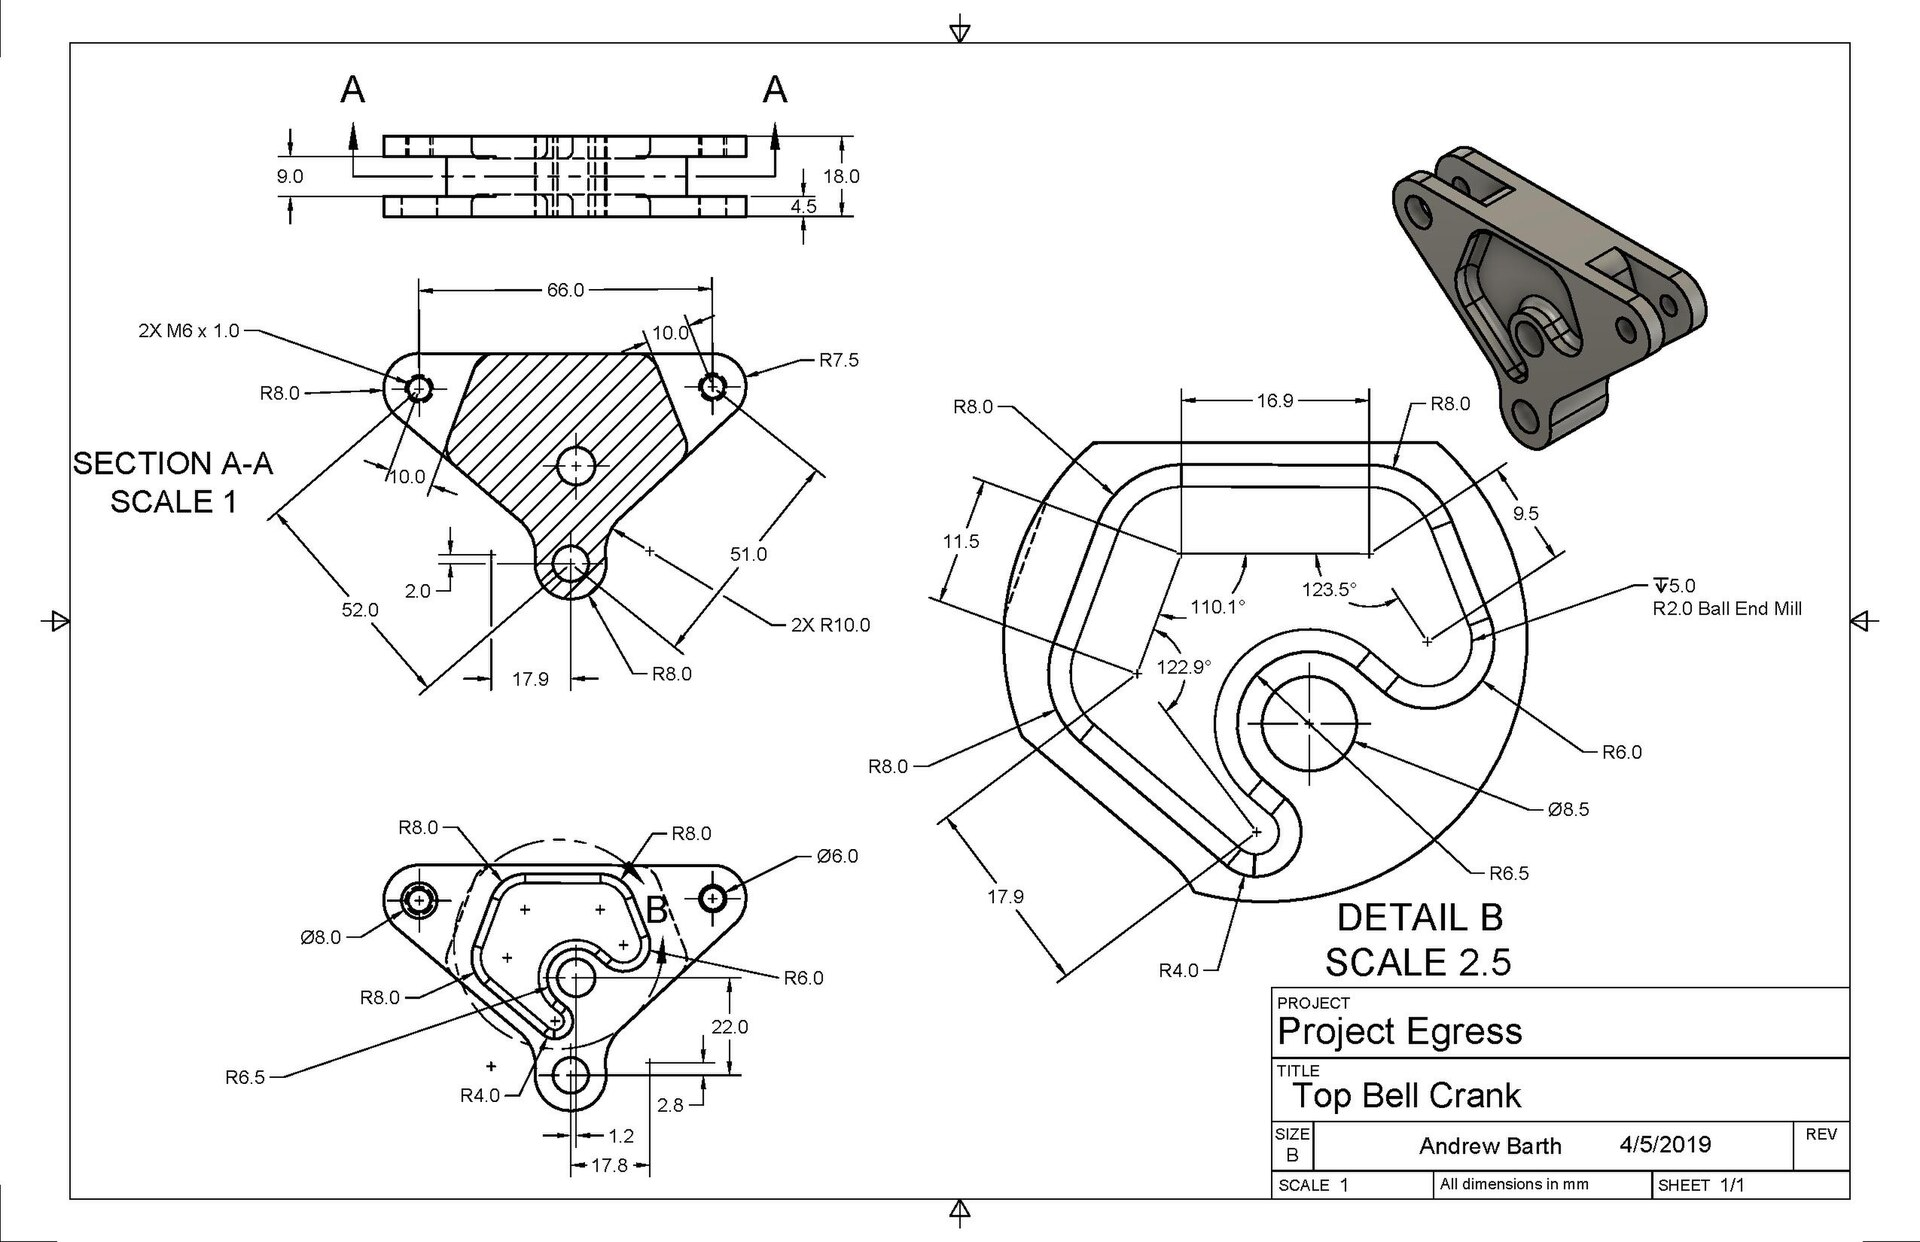 A
A
9.0
18.0
4.5
66.0
2X M6 x 1.0
10.0
R7.5
R8.0
SECTION A-A
SCALE 1
10.0
2.0
51.0
52.0
2X R10.0
17.9
R8.0
R8.0
16.9
R8.0
9.5
11.5
110.1°
123.5°
5.0
R2.0 Ball End Mill
122.9°
R8.0
R6.0
Ø8.5
R6.5
17.9
R4.0
DETAIL B
SCALE 2.5
R8.0
R8.0
Ø6.0
B
Ø8.0
R8.0
R6.0
22.0
R6.5
R4.0
2.8
1.2
17.8
PROJECT
Project Egress
TITLE
Top Bell Crank
SIZE
B
Andrew Barth 4/5/2019
REV
SCALE 1
All dimensions in mm
SHEET 1/1